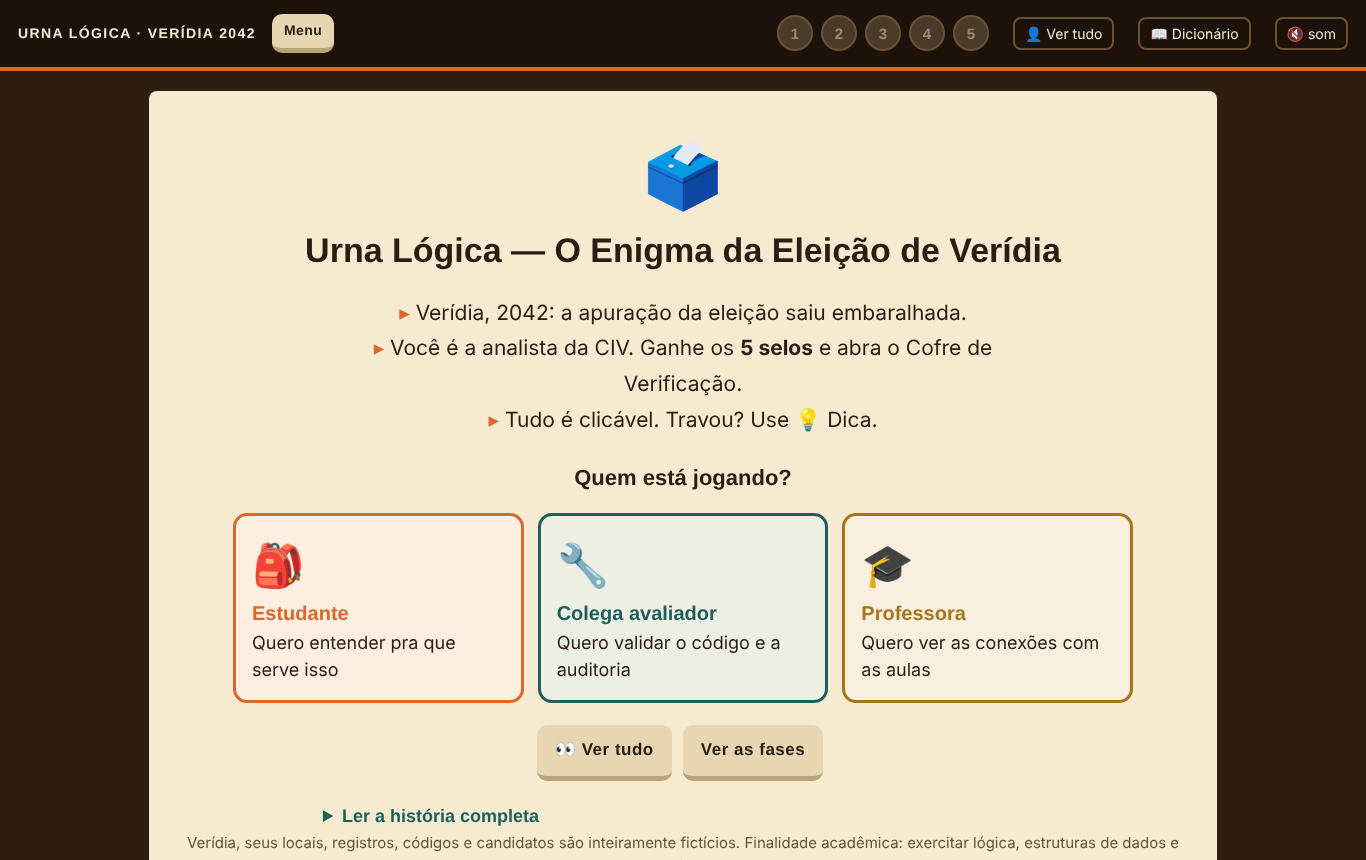 URNA LÓGICA · VERÍDIA 2042
Menu
1 2 3 4 5
Ver tudo
Dicionário
som
Urna Lógica — O Enigma da Eleição de Verídia
▸ Verídia, 2042: a apuração da eleição saiu embaralhada.
▸ Você é a analista da CIV. Ganhe os 5 selos e abra o Cofre de
Verificação.
▸ Tudo é clicável. Travou? Use 💡 Dica.
Quem está jogando?
Estudante
Quero entender pra que
serve isso
Colega avaliador
Quero validar o código e a
auditoria
Professora
Quero ver as conexões com
as aulas
👀 Ver tudo
Ver as fases
▶ Ler a história completa
Verídia, seus locais, registros, códigos e candidatos são inteiramente fictícios. Finalidade acadêmica: exercitar lógica, estruturas de dados e